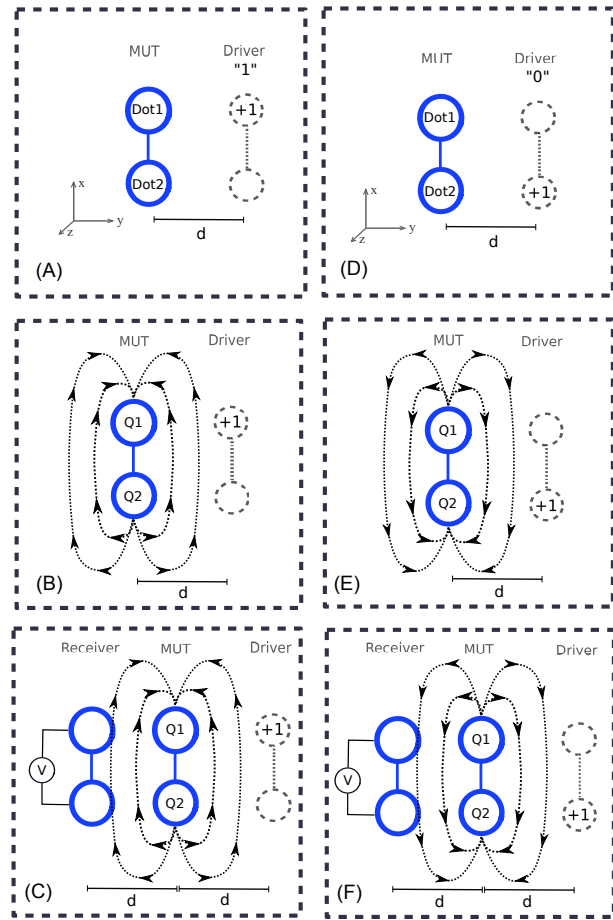 MUT Driver
"1"
Dot1 +1
Dot2
x
y
z
d
(A)
MUT Driver
"0"
Dot1
Dot2 +1
x
y
z
d
(D)
MUT Driver
Q1 +1
Q2
d
(B)
MUT Driver
Q1
Q2 +1
d
(E)
Receiver MUT Driver
Q1 +1
V
Q2
d d
(C)
Receiver MUT Driver
Q1
V
Q2 +1
d d
(F)